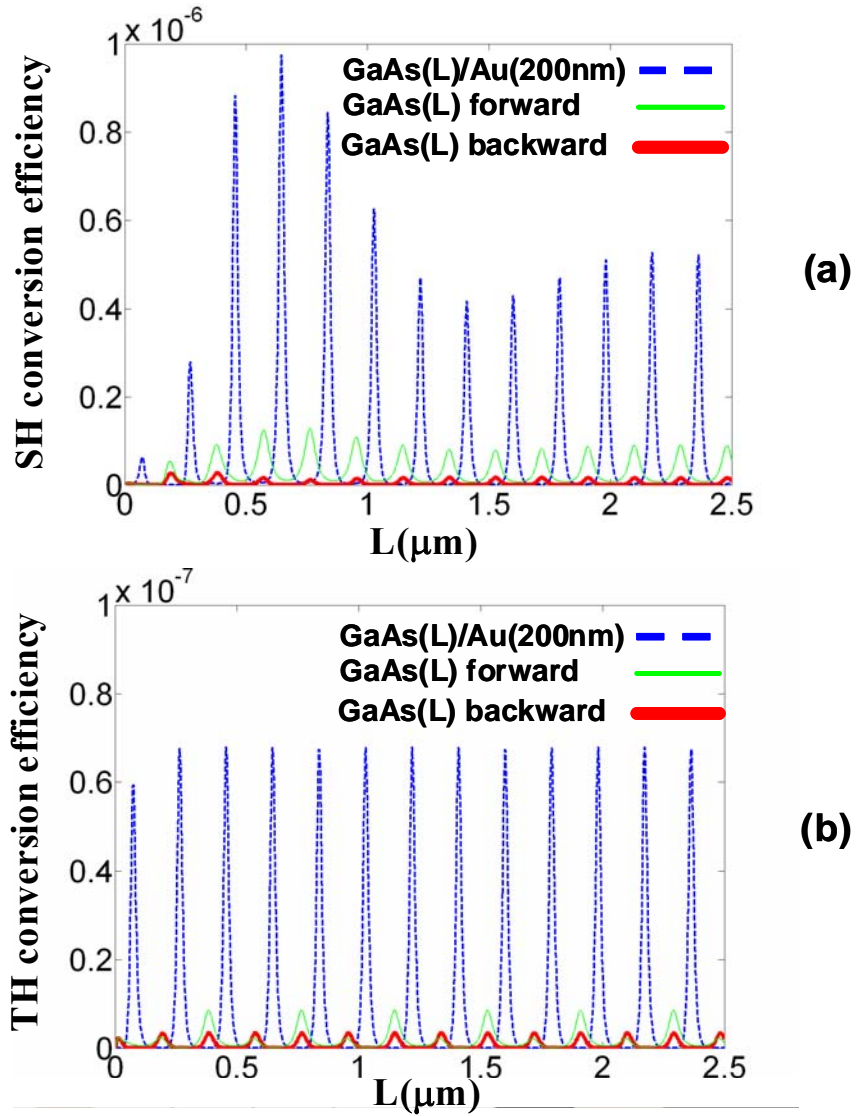 1 x 10-6
GaAs(L)/Au(200nm)
GaAs(L) forward
GaAs(L) backward
0.8
0.6
0.4
0.2
0
SH conversion efficiency
0 0.5 1 1.5 2 2.5
L(μm)
(a)
1 x 10-7
GaAs(L)/Au(200nm)
GaAs(L) forward
GaAs(L) backward
0.8
0.6
0.4
0.2
0
TH conversion efficiency
0 0.5 1 1.5 2 2.5
L(μm)
(b)